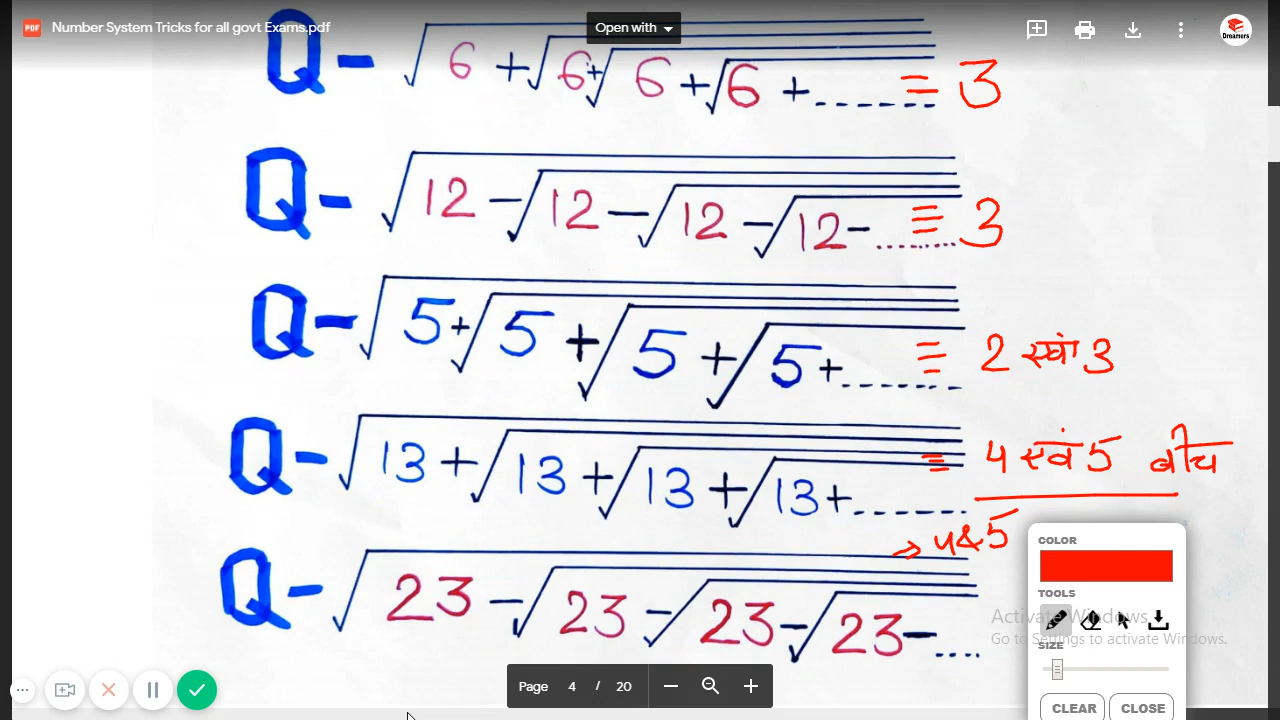 Number System Tricks for all govt Exams.pdf
Open with
Dreamers
Q- √6+√6+√6+√6+....... = 3
Q- √12-√12-√12-√12-........ = 3
Q- √5+√5+√5+√5+....... = 2 एवं 3
Q- √13+√13+√13+√13+....... = 4 एवं 5 बीच
⇒ 4&5
Q- √23-√23-√23-√23-....
COLOR
TOOLS
Activate Windows
Go to Settings to activate Windows.
SIZE
CLEAR CLOSE
Page 4 / 20
PDF